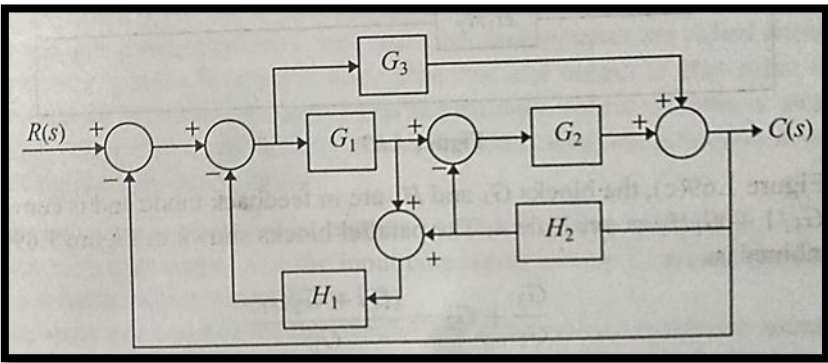 G₃
R(s) + + G₁ + G₂ + + C(s)
− − −
+
+ H₂
H₁